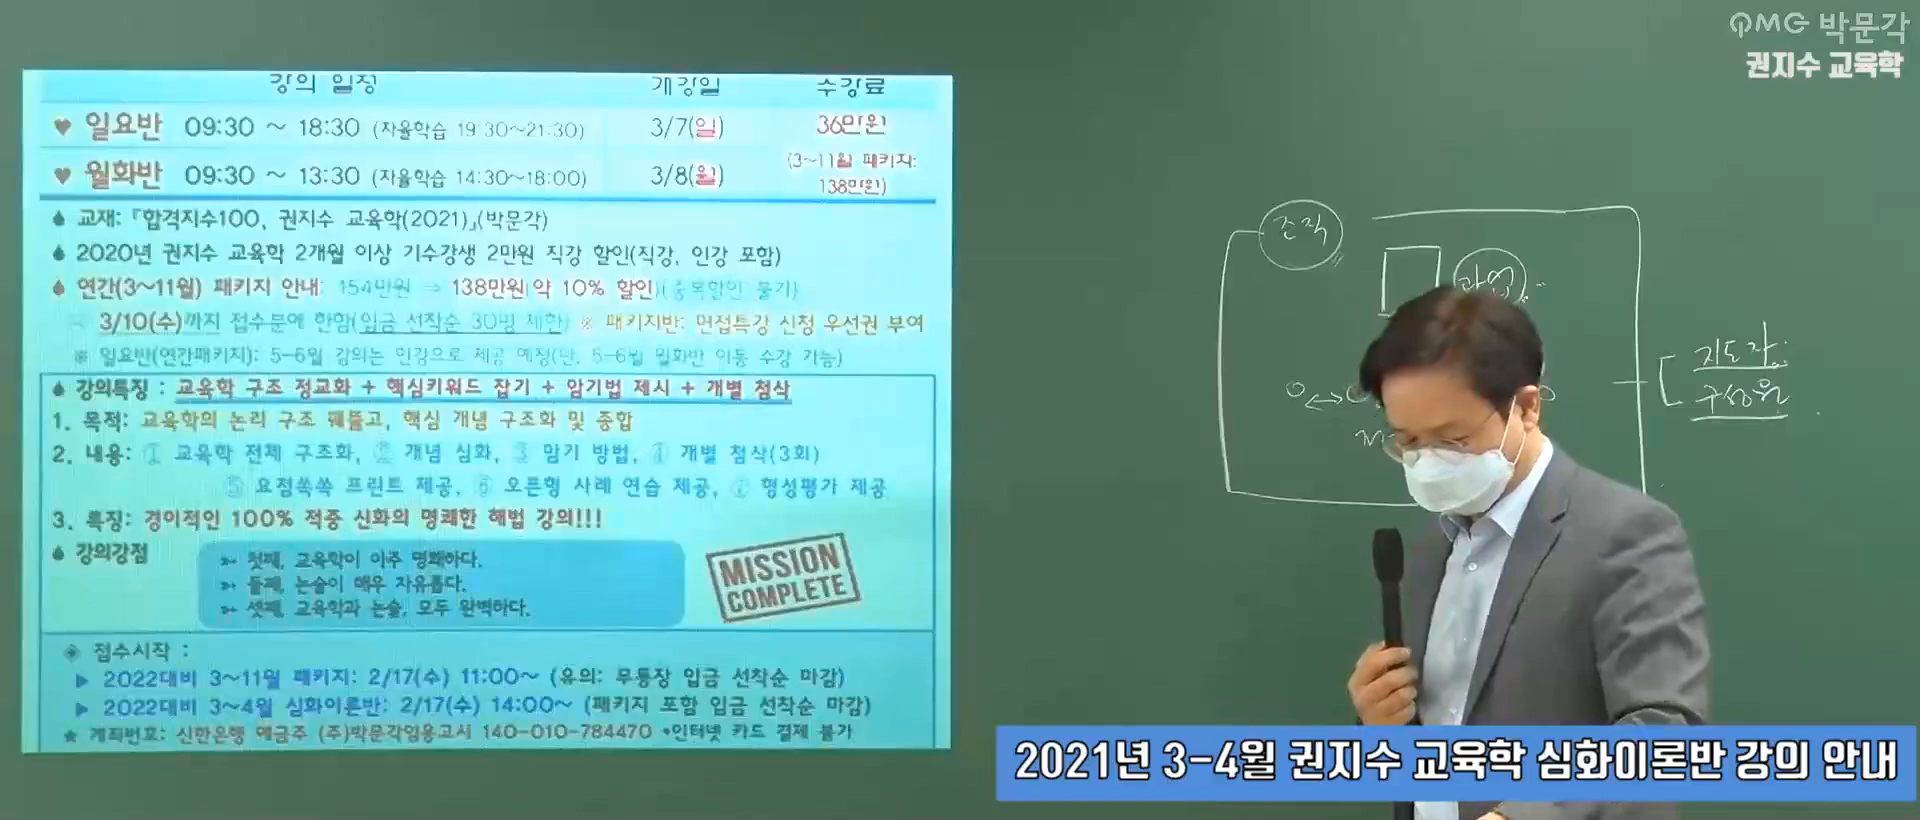 PMG 박문각
권지수 교육학
강의 일정 개강일 수강료
♥ 일요반 09:30 ~ 18:30 (자율학습 19:30~21:30) 3/7(일) 36만원
♥ 월화반 09:30 ~ 13:30 (자율학습 14:30~18:00) 3/8(월) (3~11월 패키지: 138만원)
교재: 『합격지수100, 권지수 교육학(2021)』(박문각)
2020년 권지수 교육학 2개월 이상 기수강생 2만원 직강 할인(직강, 인강 포함)
연간(3~11월) 패키지 안내: 154만원 ⇒ 138만원(약 10% 할인)(중복할인 불가)
3/10(수)까지 접수분에 한함(입금 선착순 30명 제한) ※ 패키지반: 면접특강 신청 우선권 부여
※ 일요반(연간패키지): 5-6월 강의는 인강으로 제공 예정(단, 5-6월 월화반 이동 수강 가능)
강의특징 : 교육학 구조 정교화 + 핵심키워드 잡기 + 암기법 제시 + 개별 첨삭
1. 목적: 교육학의 논리 구조 꿰뚫고, 핵심 개념 구조화 및 종합
2. 내용: ① 교육학 전체 구조화, ② 개념 심화, ③ 암기 방법, ④ 개별 첨삭(3회)
⑤ 요점쏙쏙 프린트 제공, ⑥ 오픈형 사례 연습 제공, ⑦ 형성평가 제공
3. 특징: 경이적인 100% 적중 신화의 명쾌한 해법 강의!!!
강의강점
➳ 첫째, 교육학이 아주 명쾌하다.
➳ 둘째, 논술이 매우 자유롭다.
➳ 셋째, 교육학과 논술, 모두 완벽하다.
MISSION
COMPLETE
◈ 접수시작 :
▶ 2022대비 3~11월 패키지: 2/17(수) 11:00~ (유의: 무통장 입금 선착순 마감)
▶ 2022대비 3~4월 심화이론반: 2/17(수) 14:00~ (패키지 포함 입금 선착순 마감)
★ 계좌번호: 신한은행 예금주 (주)박문각임용고시 140-010-784470 •인터넷 카드 결제 불가
조직
과업
지도자
구성원
2021년 3-4월 권지수 교육학 심화이론반 강의 안내